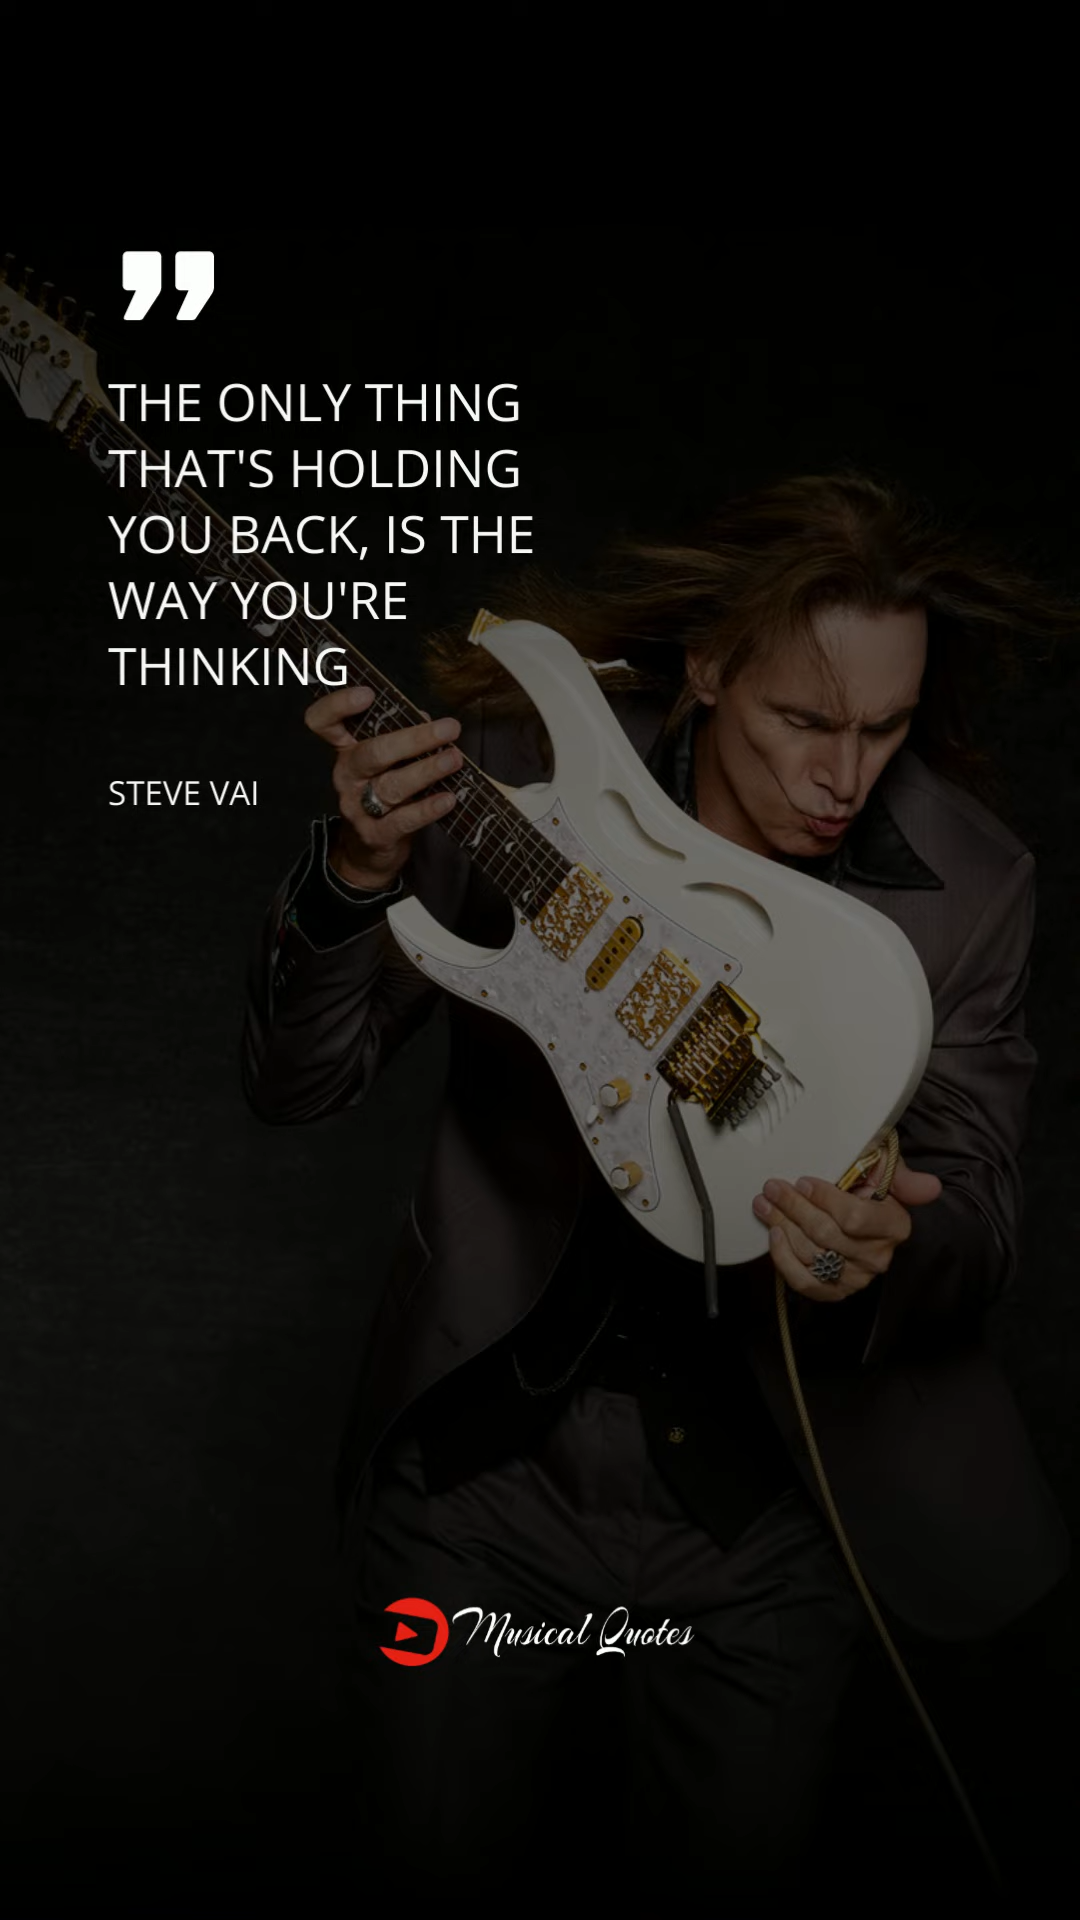 ”
THE ONLY THING
THAT'S HOLDING
YOU BACK, IS THE
WAY YOU'RE
THINKING
STEVE VAI
Musical Quotes